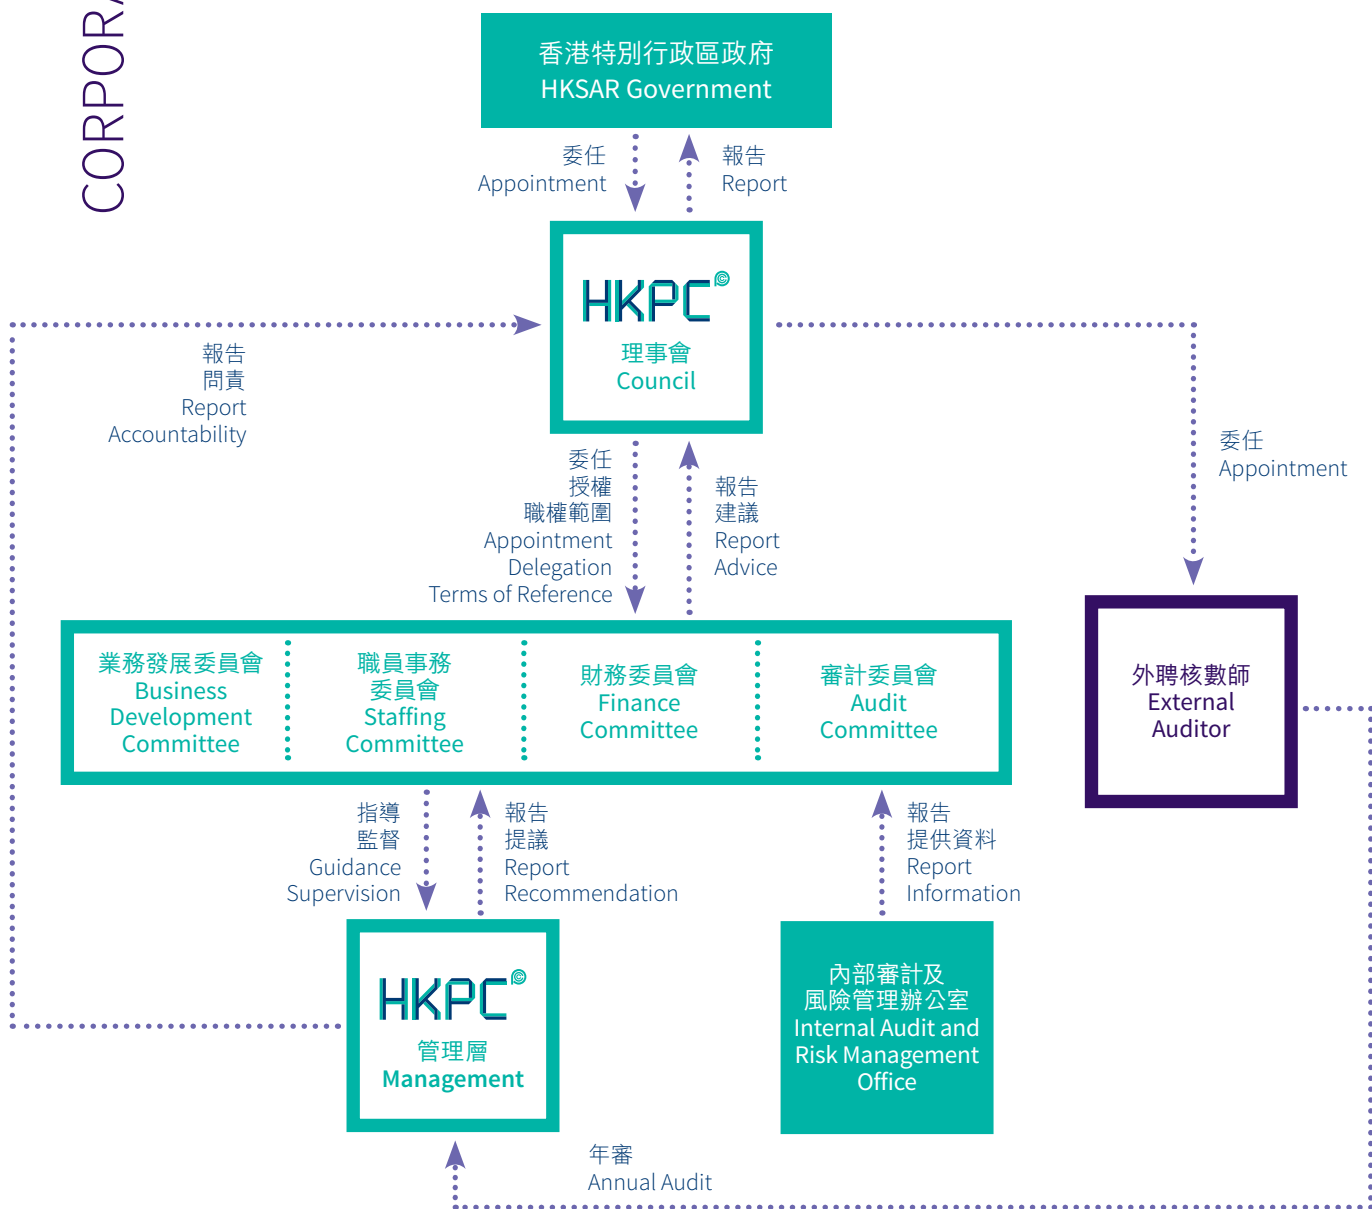 CORPORA
香港特別行政區政府
HKSAR Government
委任
Appointment
報告
Report
HKPC
理事會
Council
報告
問責
Report
Accountability
委任
Appointment
委任
授權
職權範圍
Appointment
Delegation
Terms of Reference
報告
建議
Report
Advice
業務發展委員會
Business
Development
Committee
職員事務
委員會
Staffing
Committee
財務委員會
Finance
Committee
審計委員會
Audit
Committee
外聘核數師
External
Auditor
指導
監督
Guidance
Supervision
報告
提議
Report
Recommendation
報告
提供資料
Report
Information
HKPC
管理層
Management
內部審計及
風險管理辦公室
Internal Audit and
Risk Management
Office
年審
Annual Audit